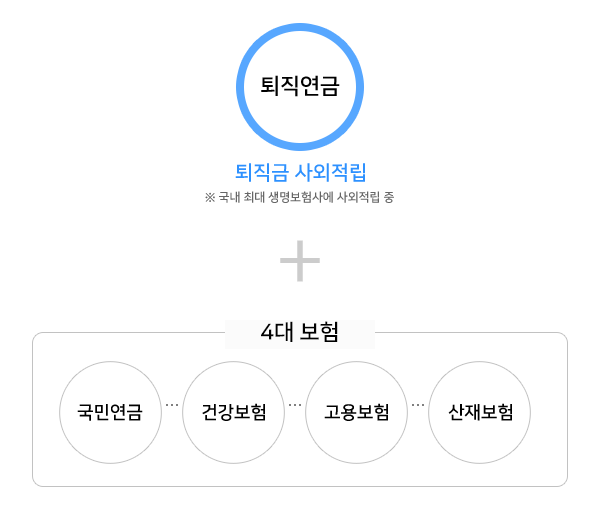 퇴직연금
퇴직금 사외적립
※ 국내 최대 생명보험사에 사외적립 중
+
4대 보험
국민연금 ··· 건강보험 ··· 고용보험 ··· 산재보험